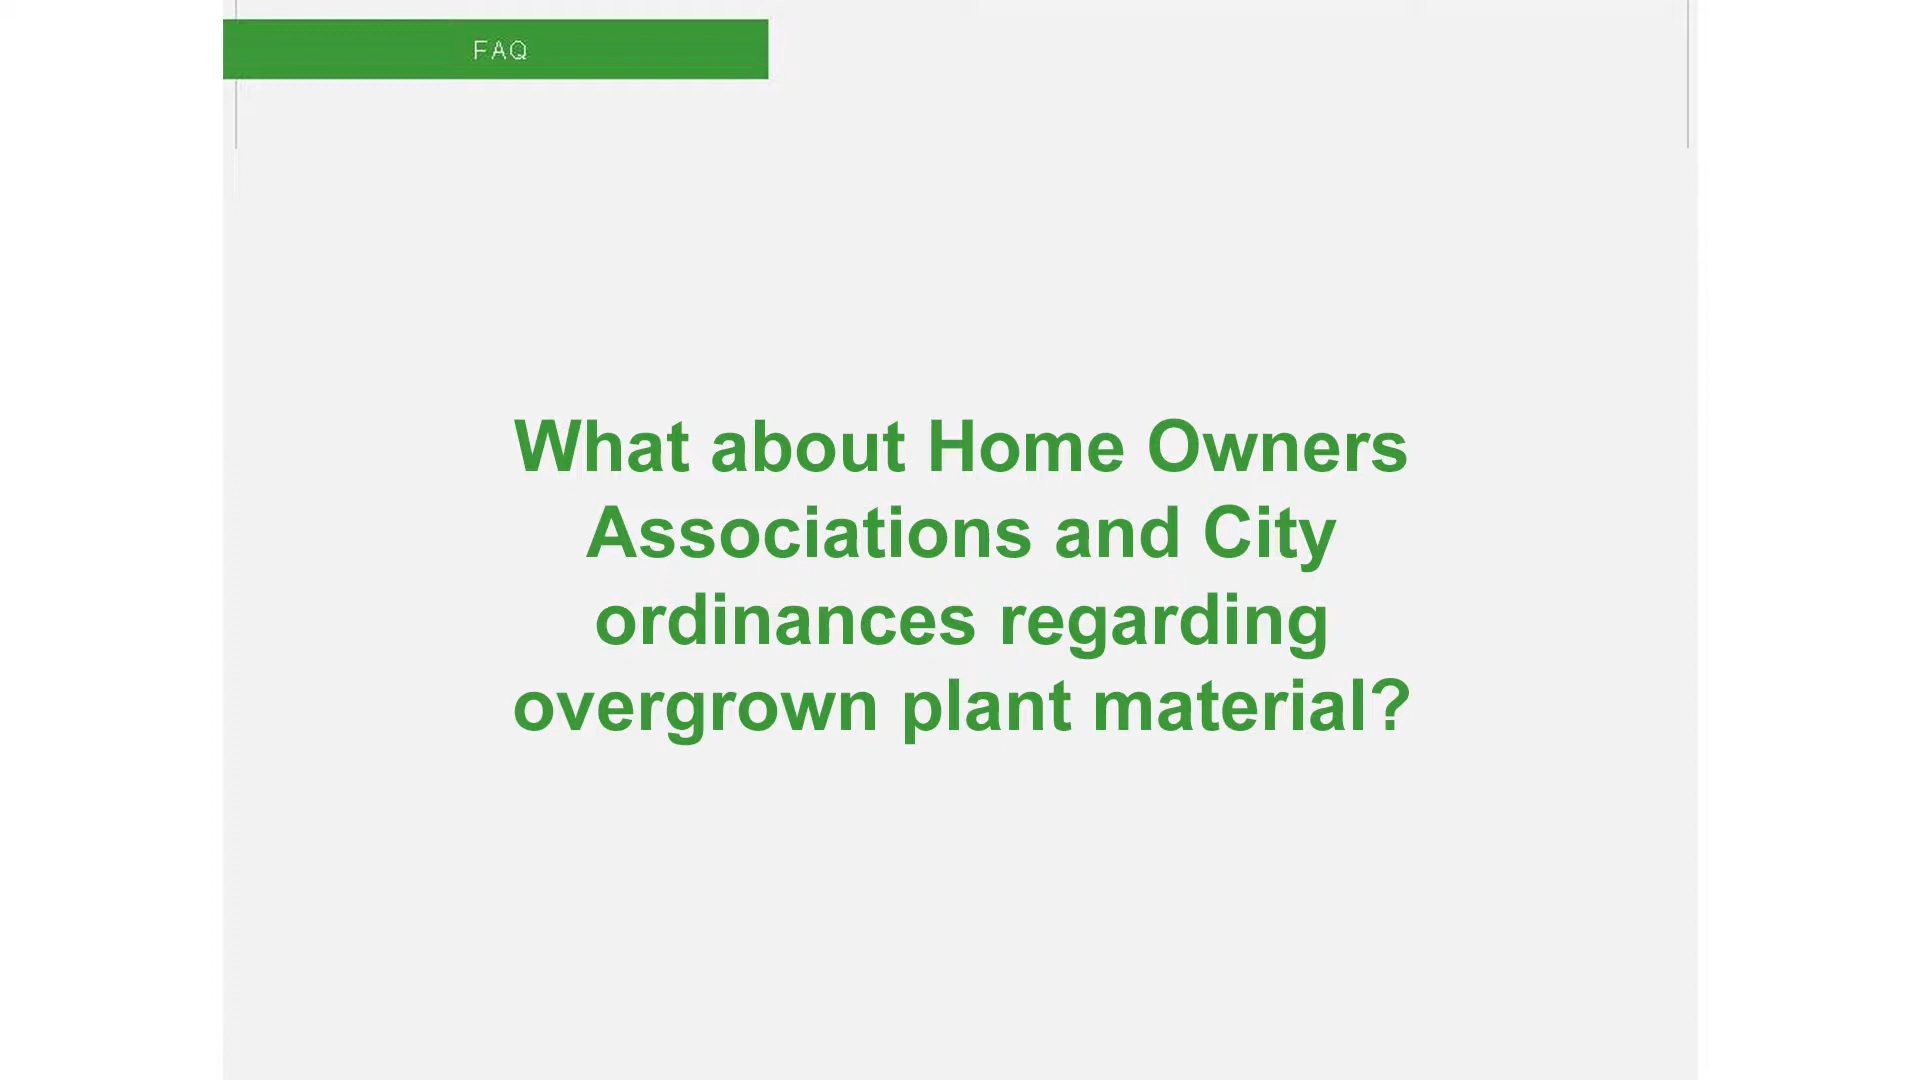 FAQ
What about Home Owners
Associations and City
ordinances regarding
overgrown plant material?